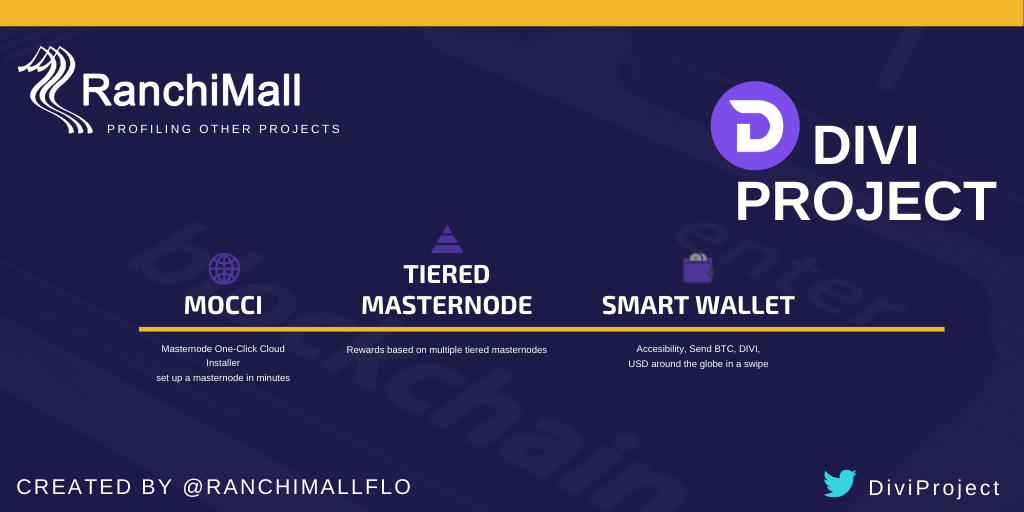 RanchiMall
PROFILING OTHER PROJECTS
DIVI
PROJECT
MOCCI
Masternode One-Click Cloud
Installer
set up a masternode in minutes
TIERED
MASTERNODE
Rewards based on multiple tiered masternodes
SMART WALLET
Accesibility, Send BTC, DIVI,
USD around the globe in a swipe
blockchain
enter
CREATED BY @RANCHIMALLFLO
DiviProject